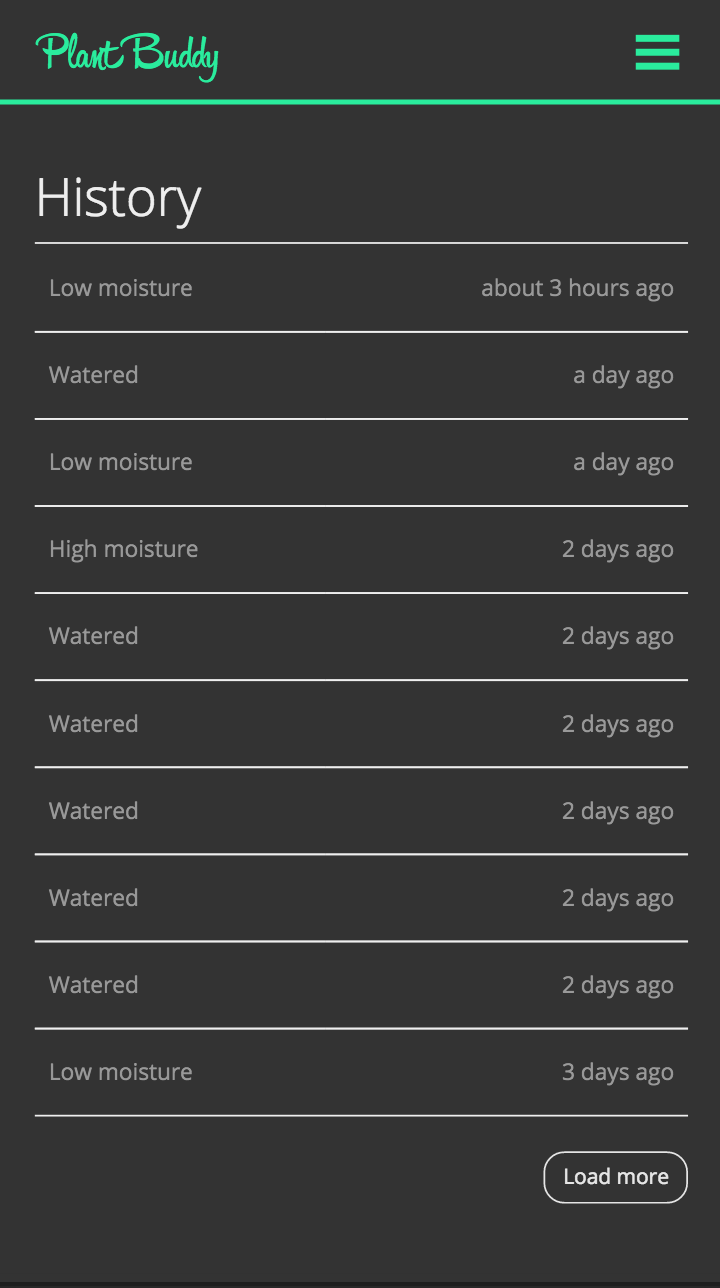 Plant Buddy
History
Low moisture about 3 hours ago
Watered a day ago
Low moisture a day ago
High moisture 2 days ago
Watered 2 days ago
Watered 2 days ago
Watered 2 days ago
Watered 2 days ago
Watered 2 days ago
Low moisture 3 days ago
Load more